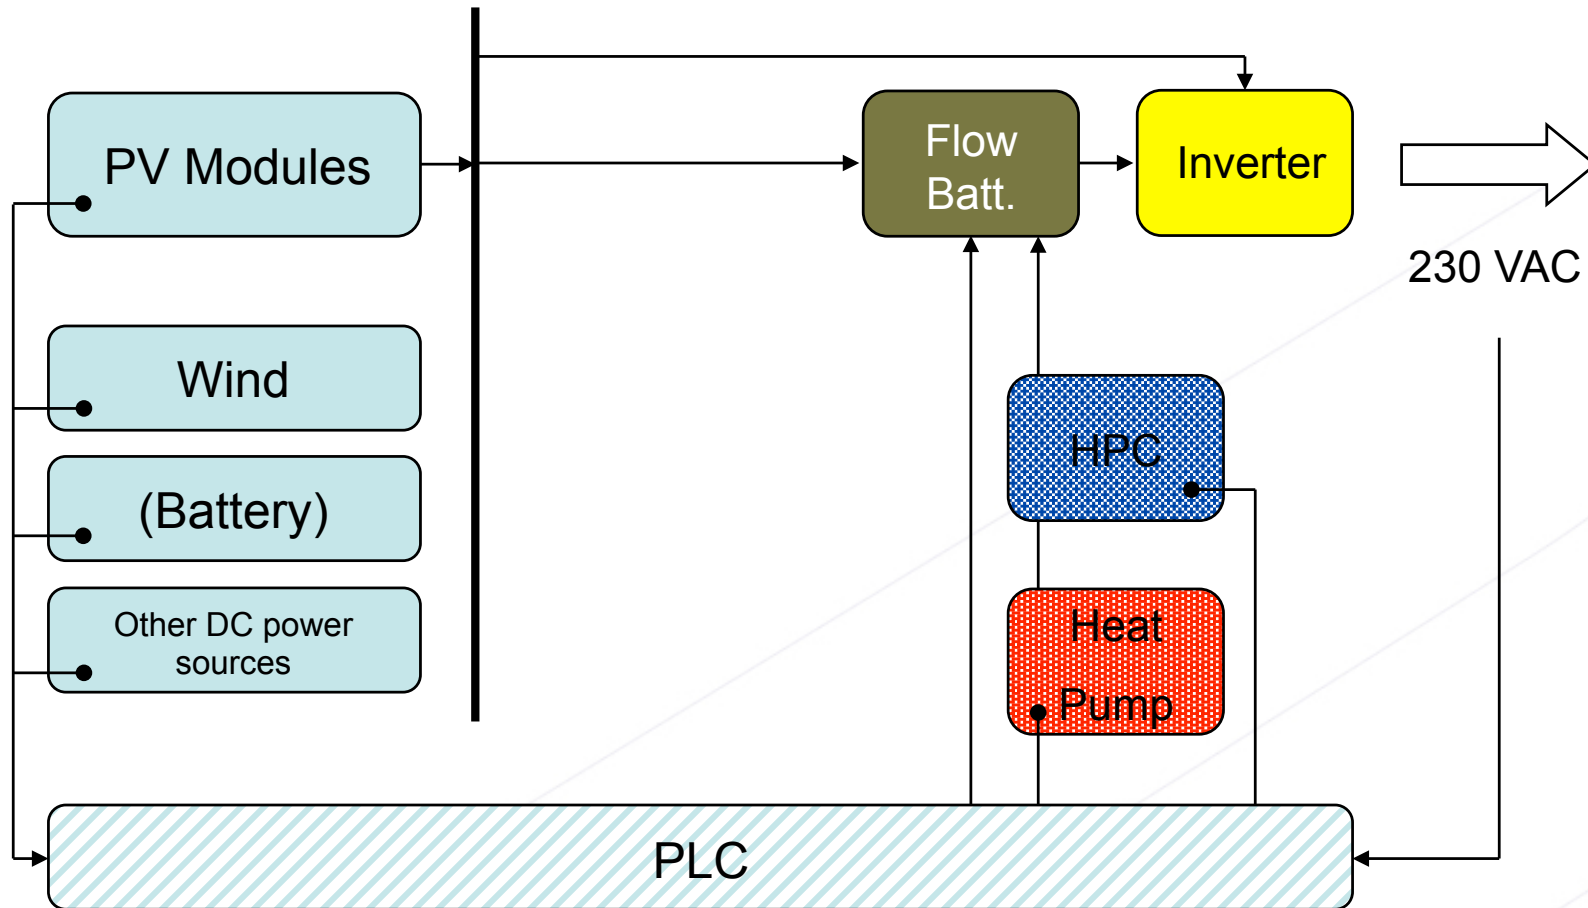 PV Modules
Flow
Batt.
Inverter
230 VAC
Wind
(Battery)
HPC
Other DC power
sources
Heat
Pump
PLC